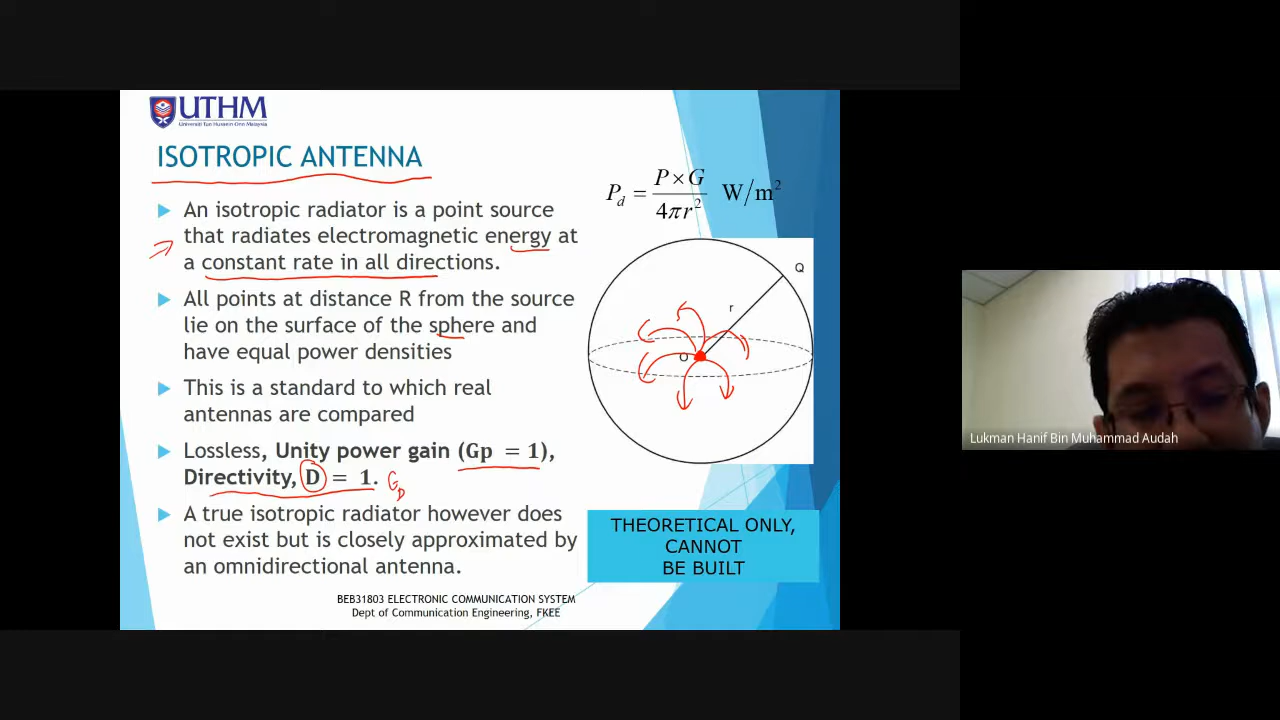 UTHM
Universiti Tun Hussein Onn Malaysia
ISOTROPIC ANTENNA
An isotropic radiator is a point source
that radiates electromagnetic energy at
a constant rate in all directions.
All points at distance R from the source
lie on the surface of the sphere and
have equal power densities
This is a standard to which real
antennas are compared
Lossless, Unity power gain (Gp = 1),
Directivity, D = 1. G_D
A true isotropic radiator however does
not exist but is closely approximated by
an omnidirectional antenna.
P_d = P × G / 4πr² W/m²
Q
r
O
THEORETICAL ONLY,
CANNOT
BE BUILT
BEB31803 ELECTRONIC COMMUNICATION SYSTEM
Dept of Communication Engineering, FKEE
Lukman Hanif Bin Muhammad Audah